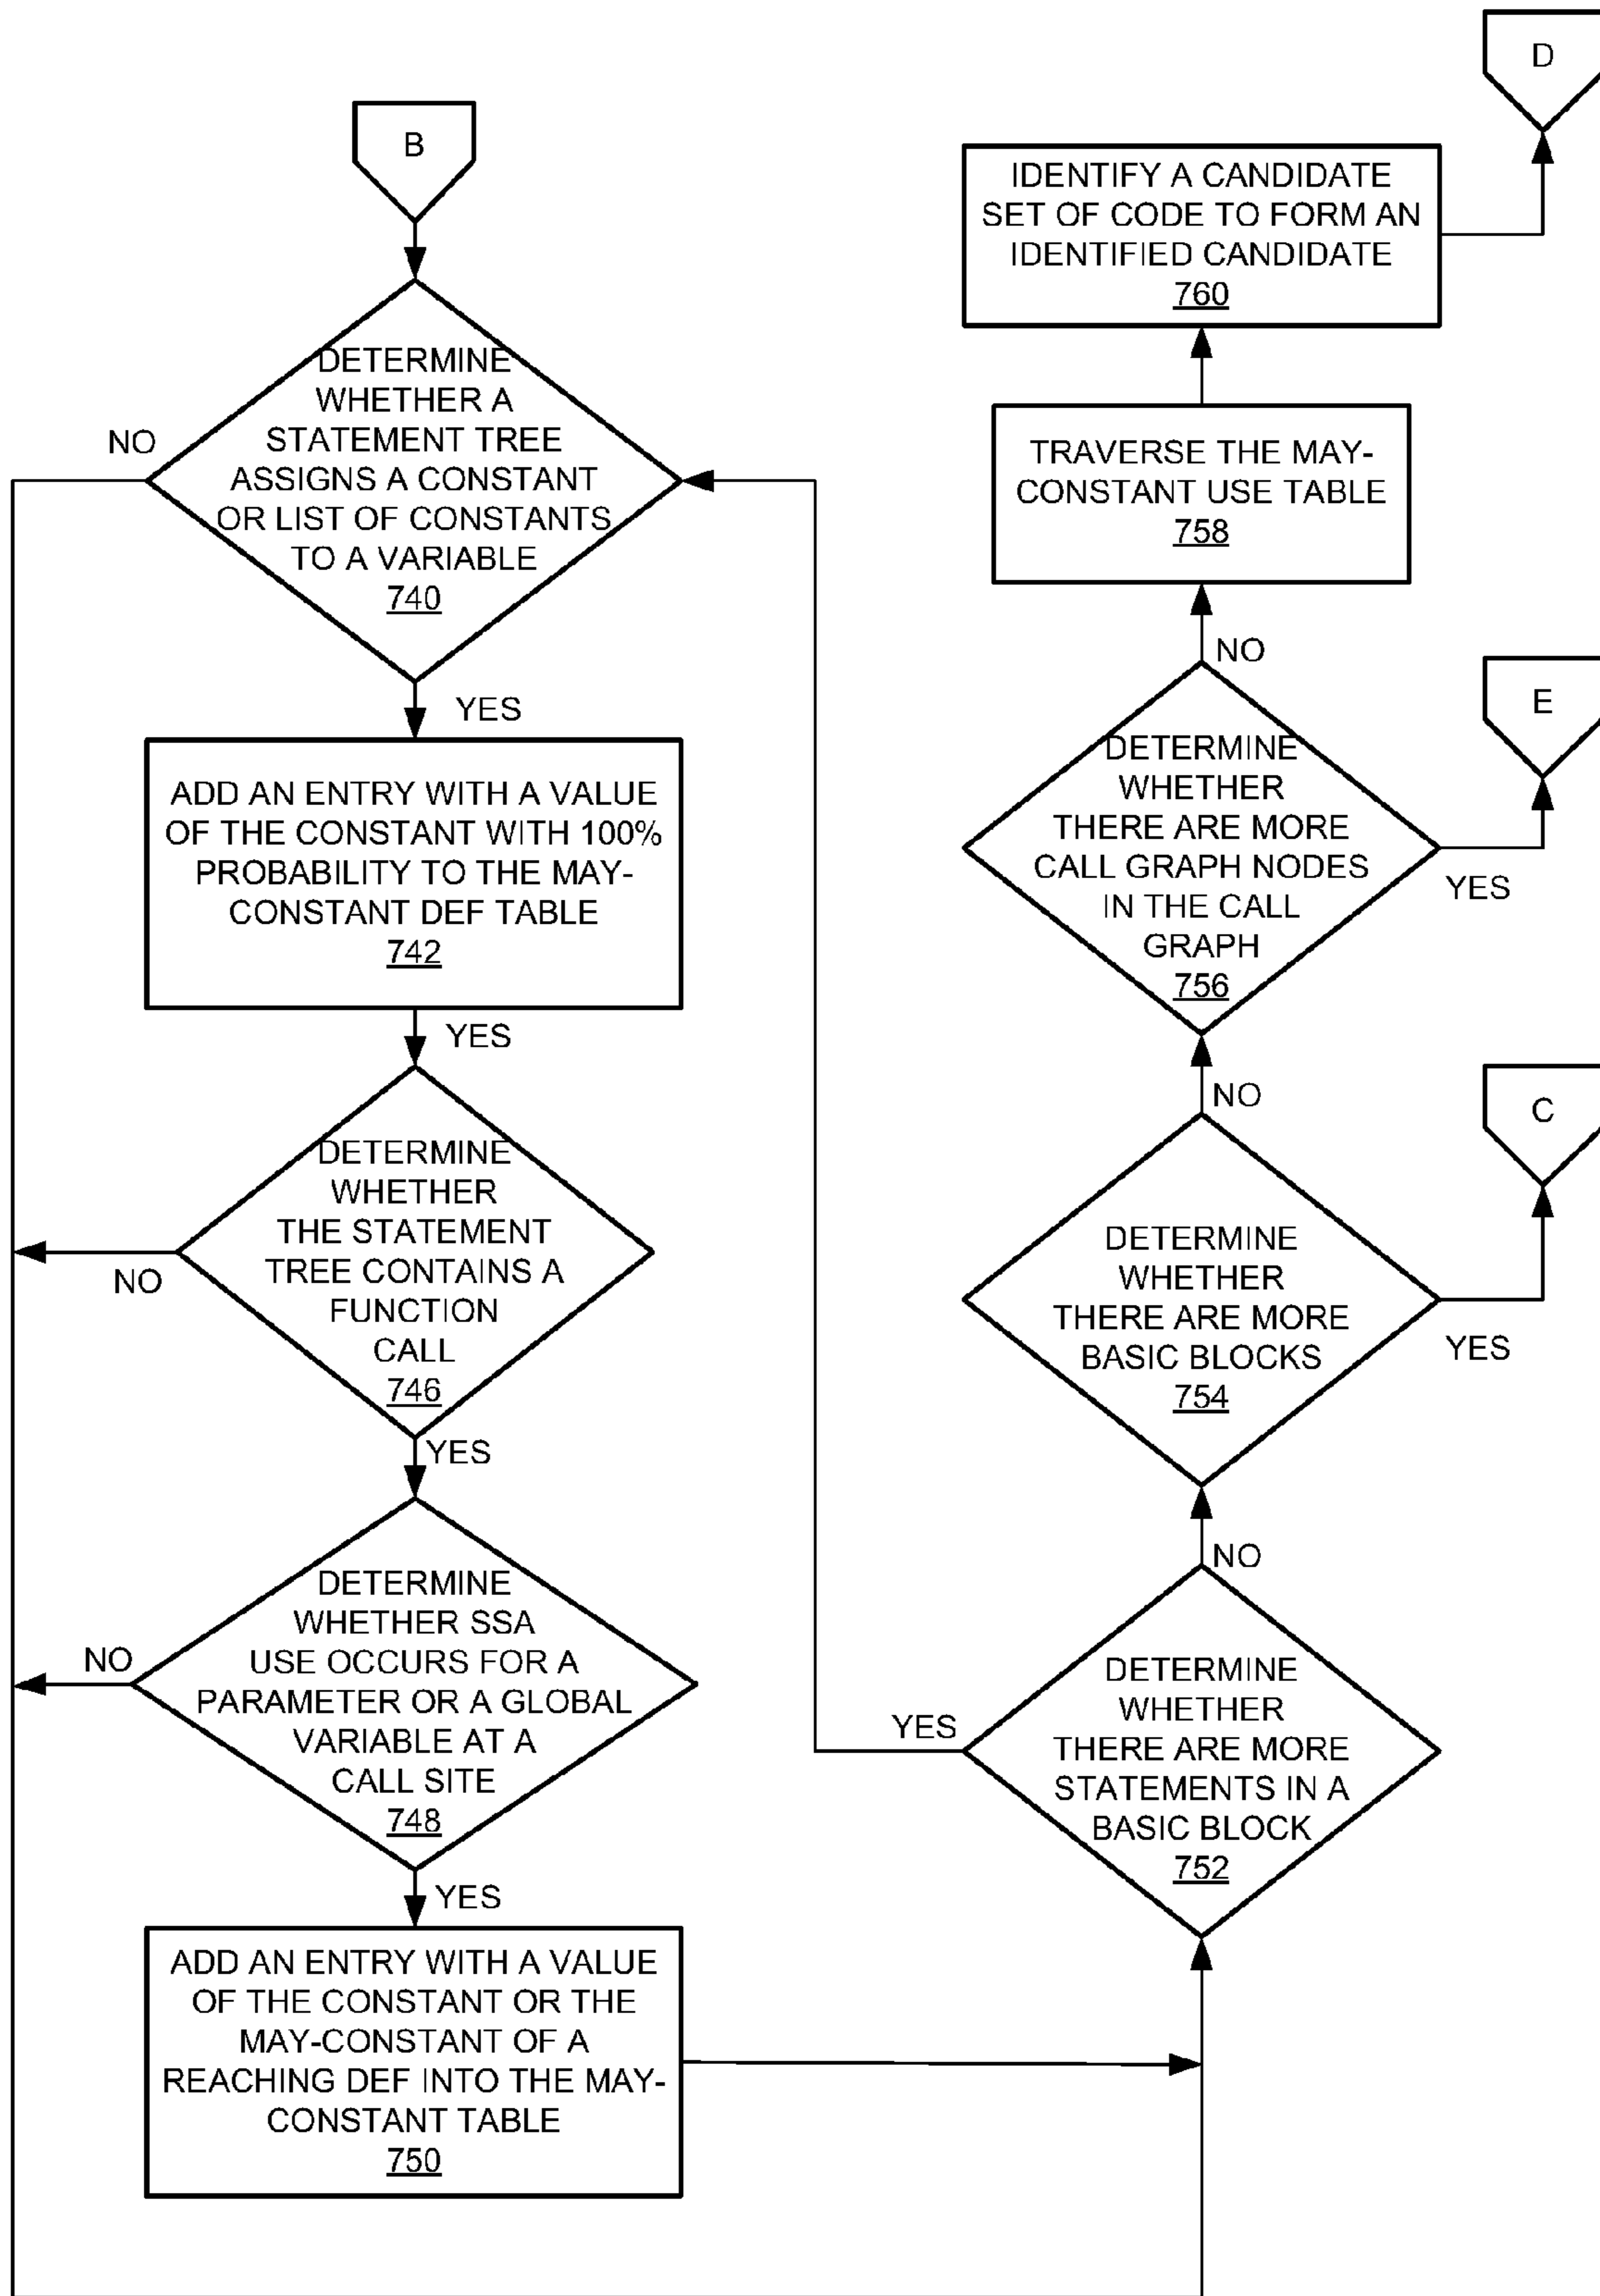 B
DETERMINE
WHETHER A
STATEMENT TREE
ASSIGNS A CONSTANT
OR LIST OF CONSTANTS
TO A VARIABLE
740
NO
YES
ADD AN ENTRY WITH A VALUE
OF THE CONSTANT WITH 100%
PROBABILITY TO THE MAY-
CONSTANT DEF TABLE
742
YES
DETERMINE
WHETHER
THE STATEMENT
TREE CONTAINS A
FUNCTION
CALL
746
NO
YES
DETERMINE
WHETHER SSA
USE OCCURS FOR A
PARAMETER OR A GLOBAL
VARIABLE AT A
CALL SITE
748
NO
YES
ADD AN ENTRY WITH A VALUE
OF THE CONSTANT OR THE
MAY-CONSTANT OF A
REACHING DEF INTO THE MAY-
CONSTANT TABLE
750
D
IDENTIFY A CANDIDATE
SET OF CODE TO FORM AN
IDENTIFIED CANDIDATE
760
TRAVERSE THE MAY-
CONSTANT USE TABLE
758
NO
E
DETERMINE
WHETHER
THERE ARE MORE
CALL GRAPH NODES
IN THE CALL
GRAPH
756
YES
NO
C
DETERMINE
WHETHER
THERE ARE MORE
BASIC BLOCKS
754
YES
NO
DETERMINE
WHETHER
THERE ARE MORE
STATEMENTS IN A
BASIC BLOCK
752
YES